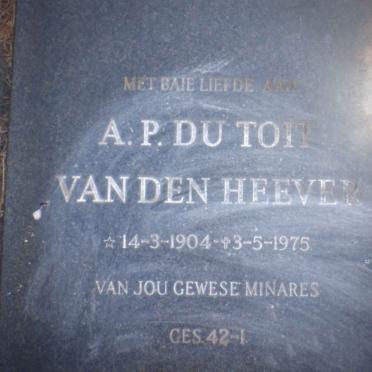 MET BAIE LIEFDE AAN
A. P. DU TOIT
VAN DEN HEEVER
☆ 14-3-1904 - ✞ 3-5-1975
VAN JOU GEWESE MINARES
GES. 42-1